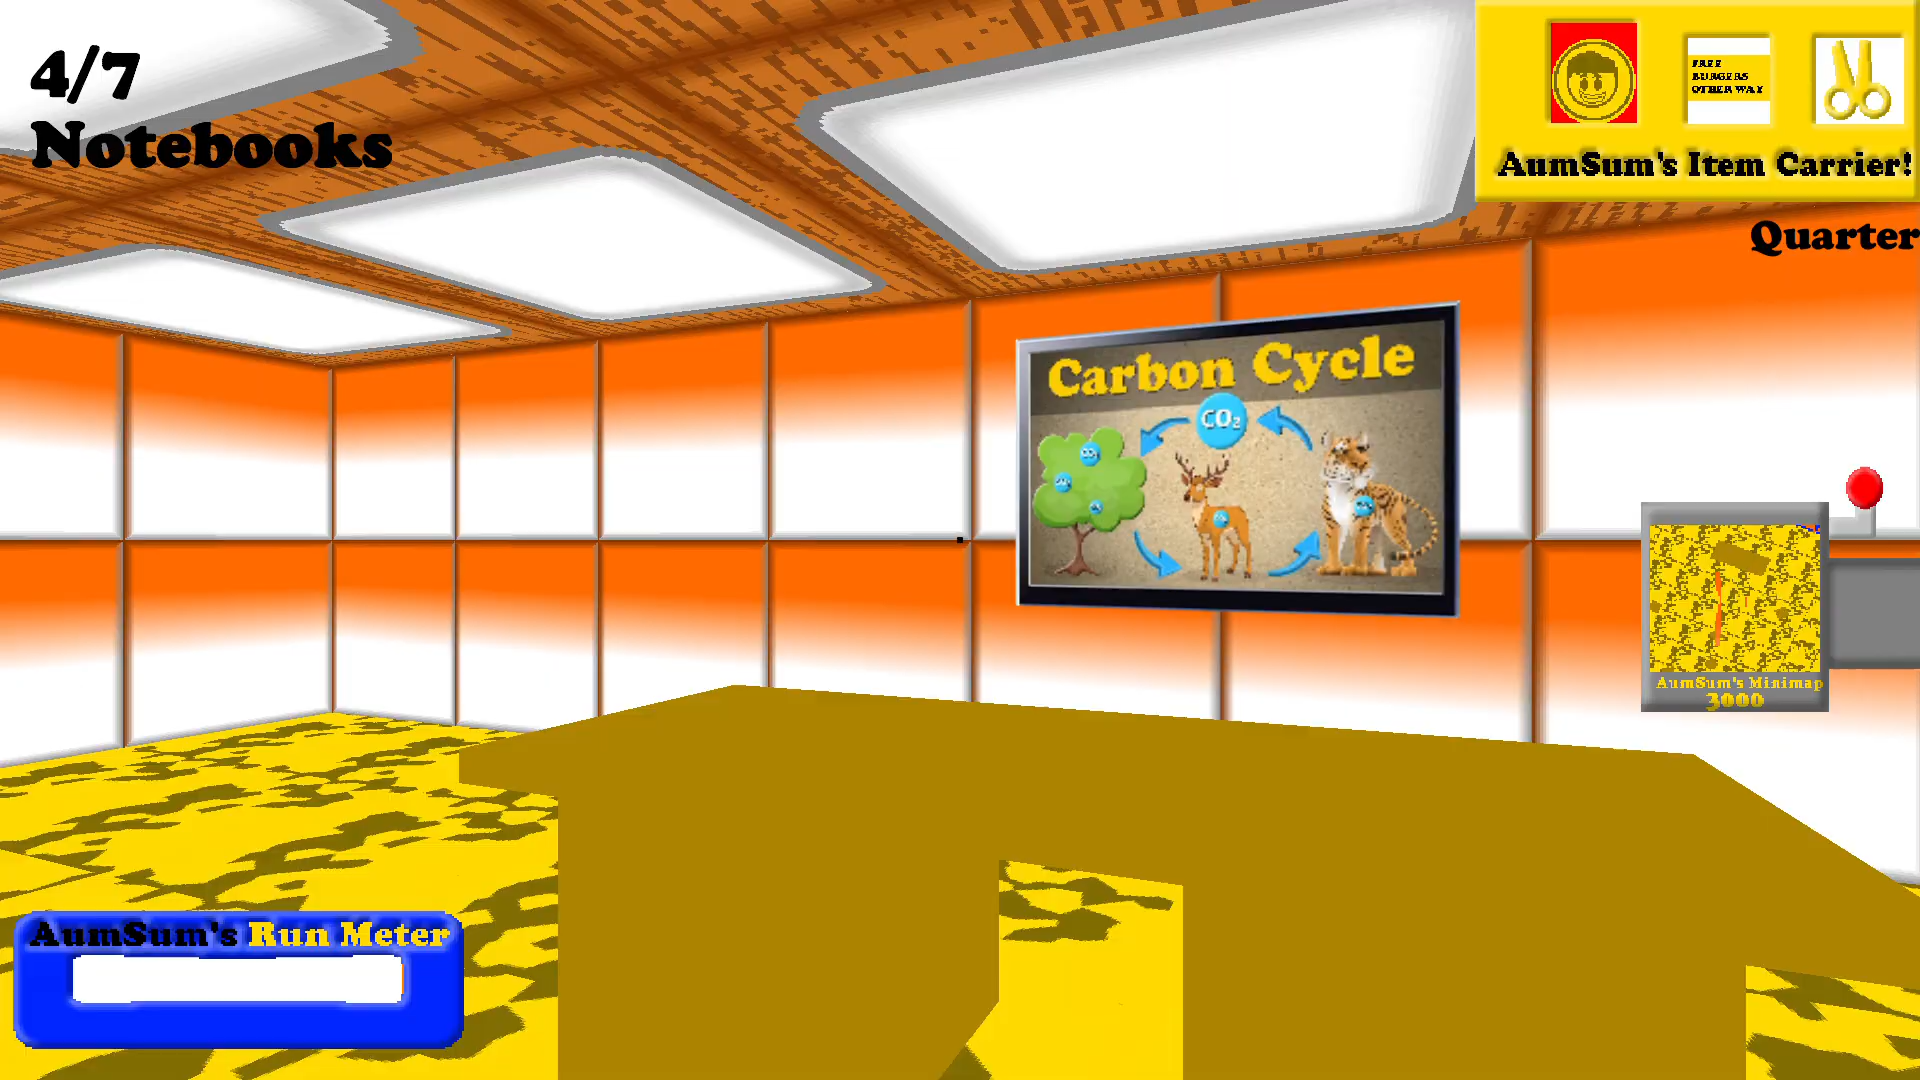 4/7
Notebooks
FREE
BURGERS
OTHER WAY
AumSum's Item Carrier!
Quarter
Carbon Cycle
CO₂
AumSum's Minimap
3000
AumSum's Run Meter